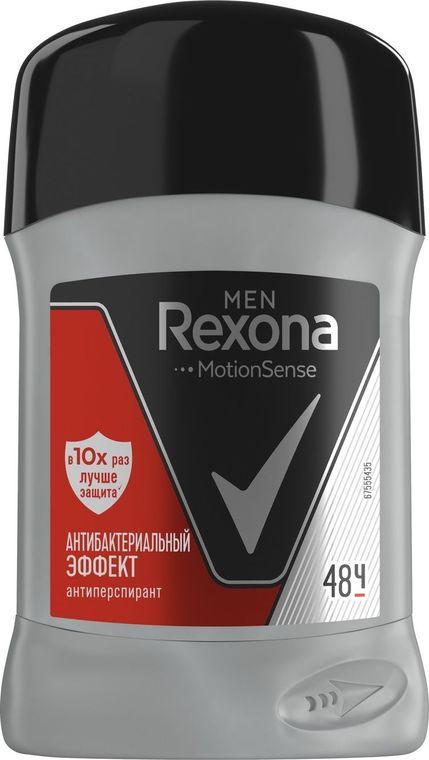 MEN
Rexona
MotionSense
в 10х раз
лучше
защита
67555435
АНТИБАКТЕРИАЛЬНЫЙ
ЭФФЕКТ
антиперспирант
48ч